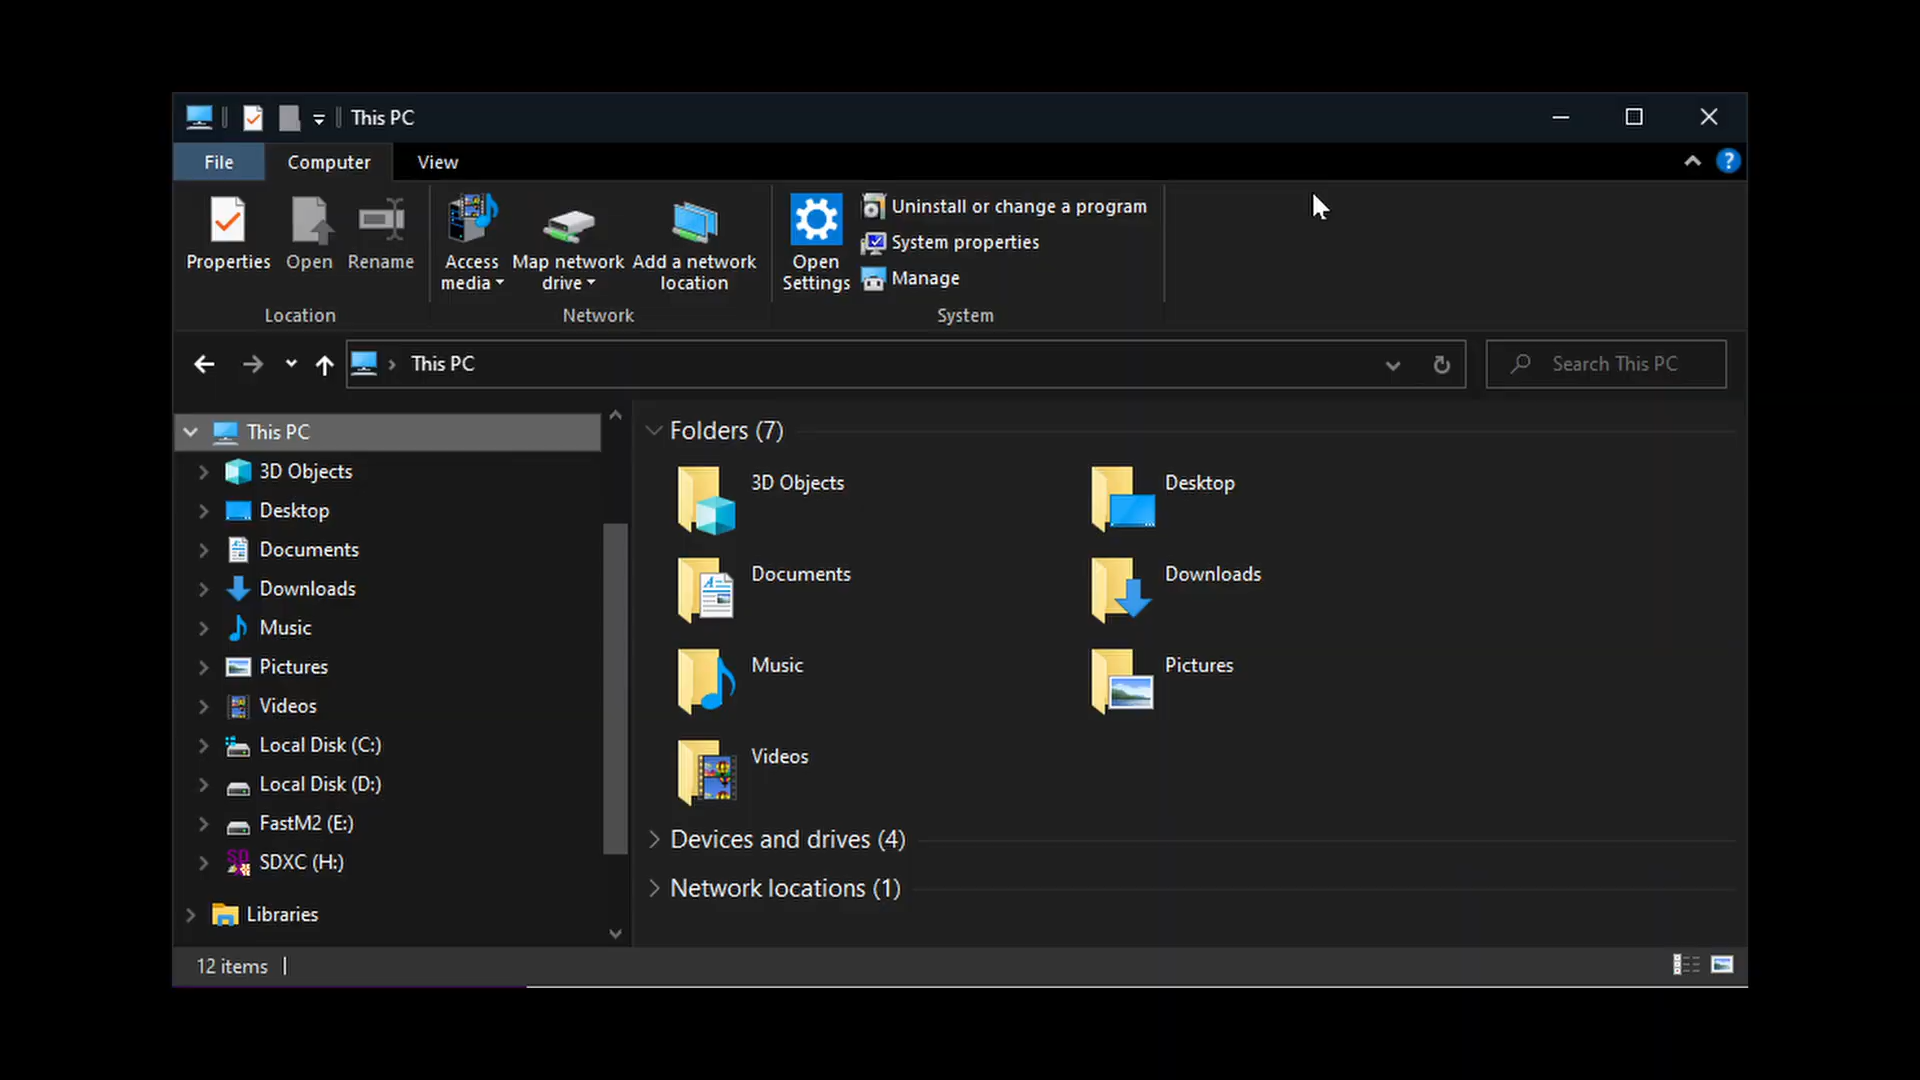 This PC
File Computer View
?
Uninstall or change a program
System properties
Manage
Properties Open Rename
Access media
Map network drive
Add a network location
Open Settings
Location Network System
This PC
Search This PC
This PC
3D Objects
Desktop
Documents
Downloads
Music
Pictures
Videos
Local Disk (C:)
Local Disk (D:)
FastM2 (E:)
SD
SDXC (H:)
Libraries
Folders (7)
3D Objects
Desktop
Documents
Downloads
Music
Pictures
Videos
Devices and drives (4)
Network locations (1)
12 items